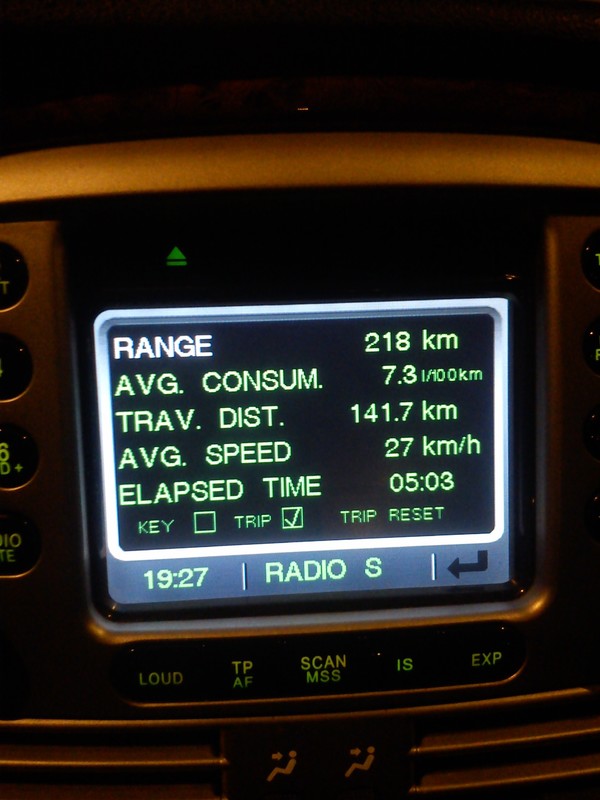 RANGE 218 km
AVG. CONSUM. 7.3 l/100km
TRAV. DIST. 141.7 km
AVG. SPEED 27 km/h
ELAPSED TIME 05:03
KEY TRIP TRIP RESET
19:27 RADIO S
LOUD TP AF SCAN MSS IS EXP